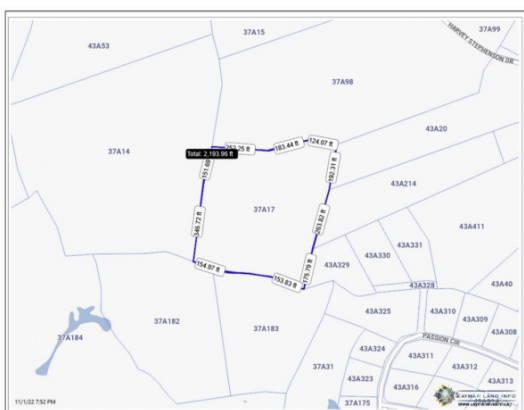 37A15
37A99
HARVEY STEPHENSON DR
43A53
37A98
124.07 ft
183.44 ft
43A20
Total: 2,193.96 ft
37A14
192.31 ft
43A214
37A17
346.72 ft
263.82 ft
43A411
43A331
43A330
43A329
154.97 ft
153.83 ft
175.79 ft
43A328
43A40
43A325
43A310
43A309
43A308
37A182
37A183
37A184
PASSION CIR
43A324
43A311
43A312
37A31
43A323
43A316
43A313
37A175
11/1/22 7:52 PM
CAYMAN LAND INFO